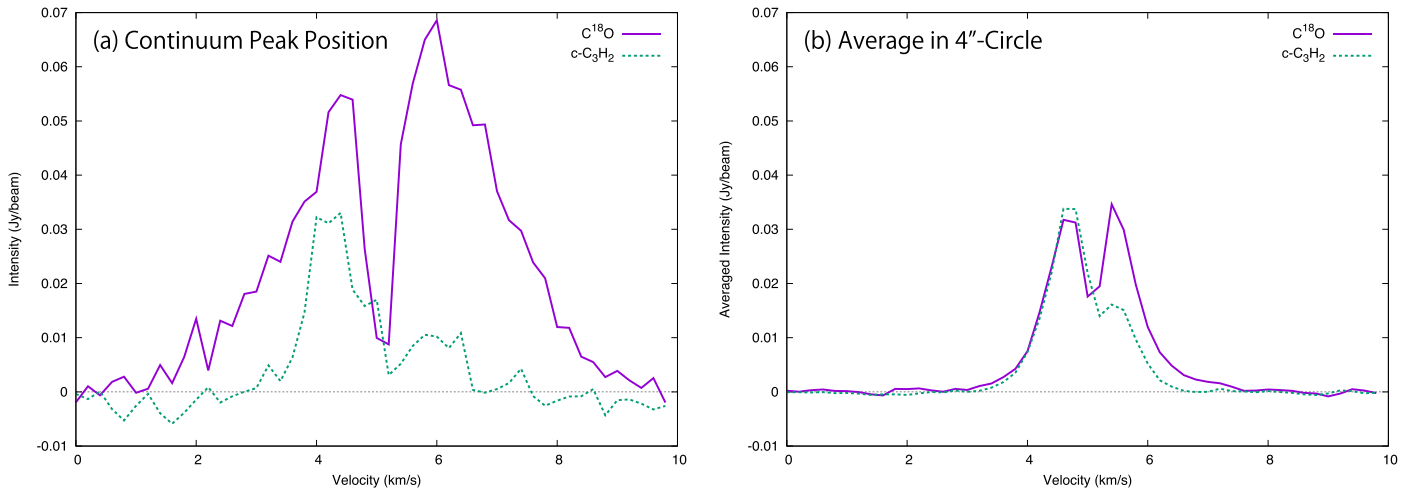 (a) Continuum Peak Position
C¹⁸O
c-C₃H₂
0.07
0.06
0.05
0.04
0.03
0.02
0.01
0
-0.01
Intensity (Jy/beam)
0 2 4 6 8 10
Velocity (km/s)
(b) Average in 4”-Circle
C¹⁸O
c-C₃H₂
0.07
0.06
0.05
0.04
0.03
0.02
0.01
0
-0.01
Averaged Intensity (Jy/beam)
0 2 4 6 8 10
Velocity (km/s)